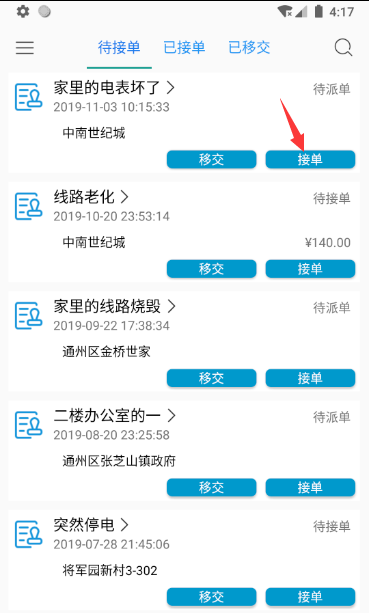 4:17
待接单 已接单 已移交
家里的电表坏了 待派单
2019-11-03 10:15:33
中南世纪城
移交 接单
线路老化 待接单
2019-10-20 23:53:14
中南世纪城 ¥140.00
移交 接单
家里的线路烧毁 待派单
2019-09-22 17:38:34
通州区金桥世家
移交 接单
二楼办公室的一 待派单
2019-08-20 23:25:58
通州区张芝山镇政府
移交 接单
突然停电 待接单
2019-07-28 21:45:06
将军园新村3-302
移交 接单